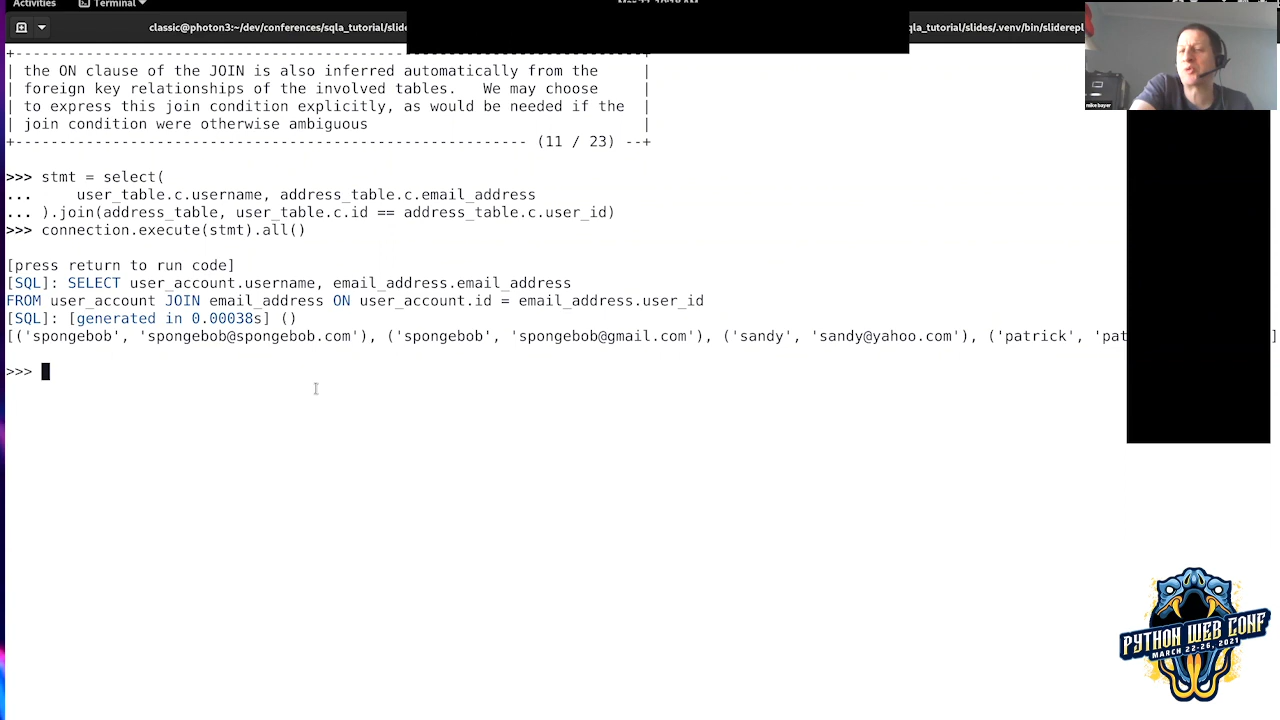 Activities
Terminal
classic@photon3:~/dev/conferences/sqla_tutorial/slide
qla_tutorial/slides/.venv/bin/sliderepl
mike bayer
| the ON clause of the JOIN is also inferred automatically from the |
| foreign key relationships of the involved tables. We may choose |
| to express this join condition explicitly, as would be needed if the |
| join condition were otherwise ambiguous |
+---------------------------------------------------------- (11 / 23) --+
>>> stmt = select(
... user_table.c.username, address_table.c.email_address
... ).join(address_table, user_table.c.id == address_table.c.user_id)
>>> connection.execute(stmt).all()
[press return to run code]
[SQL]: SELECT user_account.username, email_address.email_address
FROM user_account JOIN email_address ON user_account.id = email_address.user_id
[SQL]: [generated in 0.00038s] ()
[('spongebob', 'spongebob@spongebob.com'), ('spongebob', 'spongebob@gmail.com'), ('sandy', 'sandy@yahoo.com'), ('patrick', 'pat ]
>>>
PYTHON WEB CONF
MARCH 22-26, 2021